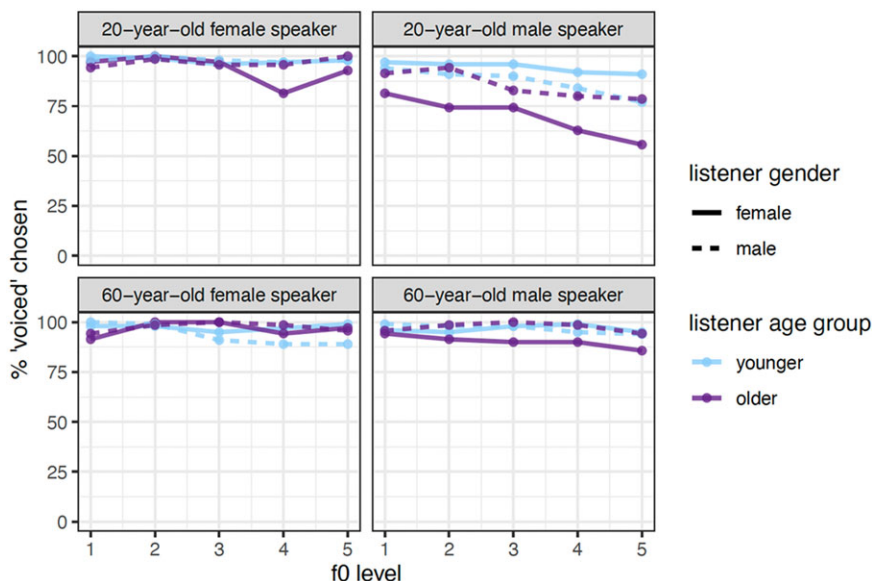 20−year−old female speaker
20−year−old male speaker
100
75
50
25
0
60−year−old female speaker
60−year−old male speaker
100
75
50
25
0
1 2 3 4 5
1 2 3 4 5
f0 level
% 'voiced' chosen
listener gender
female
male
listener age group
younger
older